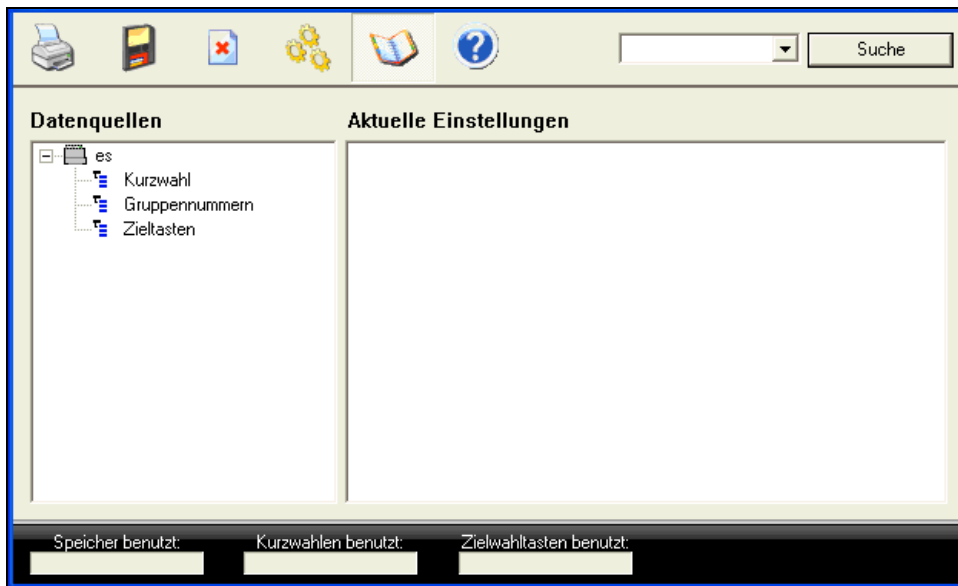 Suche
Datenquellen
Aktuelle Einstellungen
es
Kurzwahl
Gruppennummern
Zieltasten
Speicher benutzt:
Kurzwahlen benutzt:
Zielwahltasten benutzt: